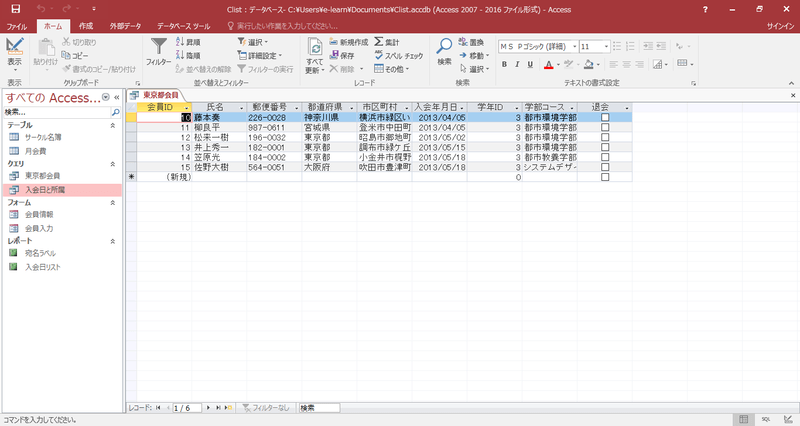 Clist : データベース- C:¥Users¥e-learn¥Documents¥Clist.accdb (Access 2007 - 2016 ファイル形式) - Access
ファイル ホーム 作成 外部データ データベース ツール 実行したい作業を入力してください... サインイン
表示 貼り付け 切り取り コピー 書式のコピー/貼り付け
フィルター 昇順 降順 並べ替えの解除 選択 詳細設定 フィルターの実行
すべて更新 新規作成 保存 削除 集計 スペル チェック その他
検索 置換 移動 選択
MS Pゴシック (詳細) 11
B I U A
表示 クリップボード 並べ替えとフィルター レコード 検索 テキストの書式設定
すべての Access...
検索...
テーブル
サークル名簿
月会費
クエリ
東京都会員
入会日と所属
フォーム
会員情報
会員入力
レポート
宛名ラベル
入会日リスト
東京都会員
会員ID 氏名 郵便番号 都道府県 市区町村 入会年月日 学年ID 学部コース 退会
10 藤本奏 226-0028 神奈川県 横浜市緑区い 2013/04/05 3 都市環境学部
11 柳良平 987-0611 宮城県 登米市中田町 2013/04/05 3 都市環境学部
12 松来一樹 196-0032 東京都 昭島市郷地町 2013/05/02 3 都市環境学部
13 井上秀一 182-0001 東京都 調布市緑ケ丘 2013/05/15 3 都市環境学部
14 笠原光 184-0002 東京都 小金井市梶野 2013/05/18 3 都市教養学部
15 佐野大樹 564-0051 大阪府 吹田市豊津町 2013/05/18 3 システムデザイ
(新規) 0
レコード: 1 / 6 フィルターなし 検索
コマンドを入力してください。 SQL